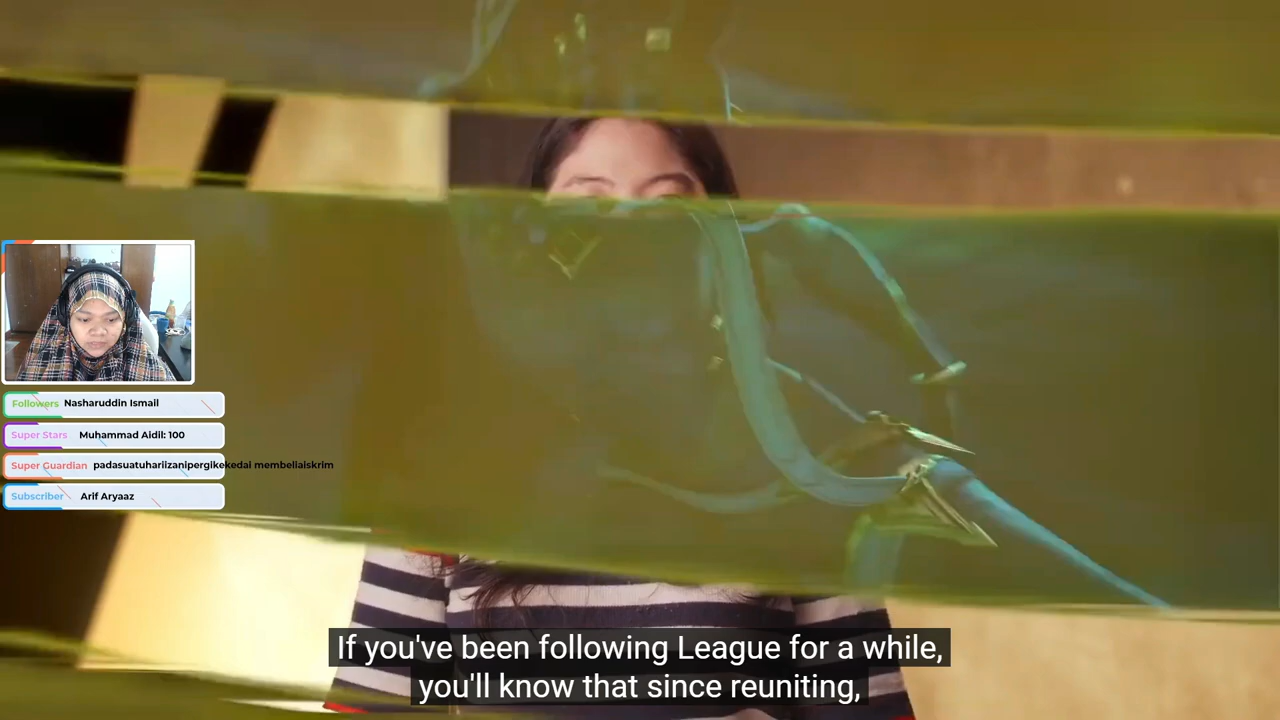 Followers Nasharuddin Ismail
Super Stars Muhammad Aidil: 100
Super Guardian padasuatuhariizanipergikekedai membeliaiskrim
Subscriber Arif Aryaaz
If you've been following League for a while,
you'll know that since reuniting,